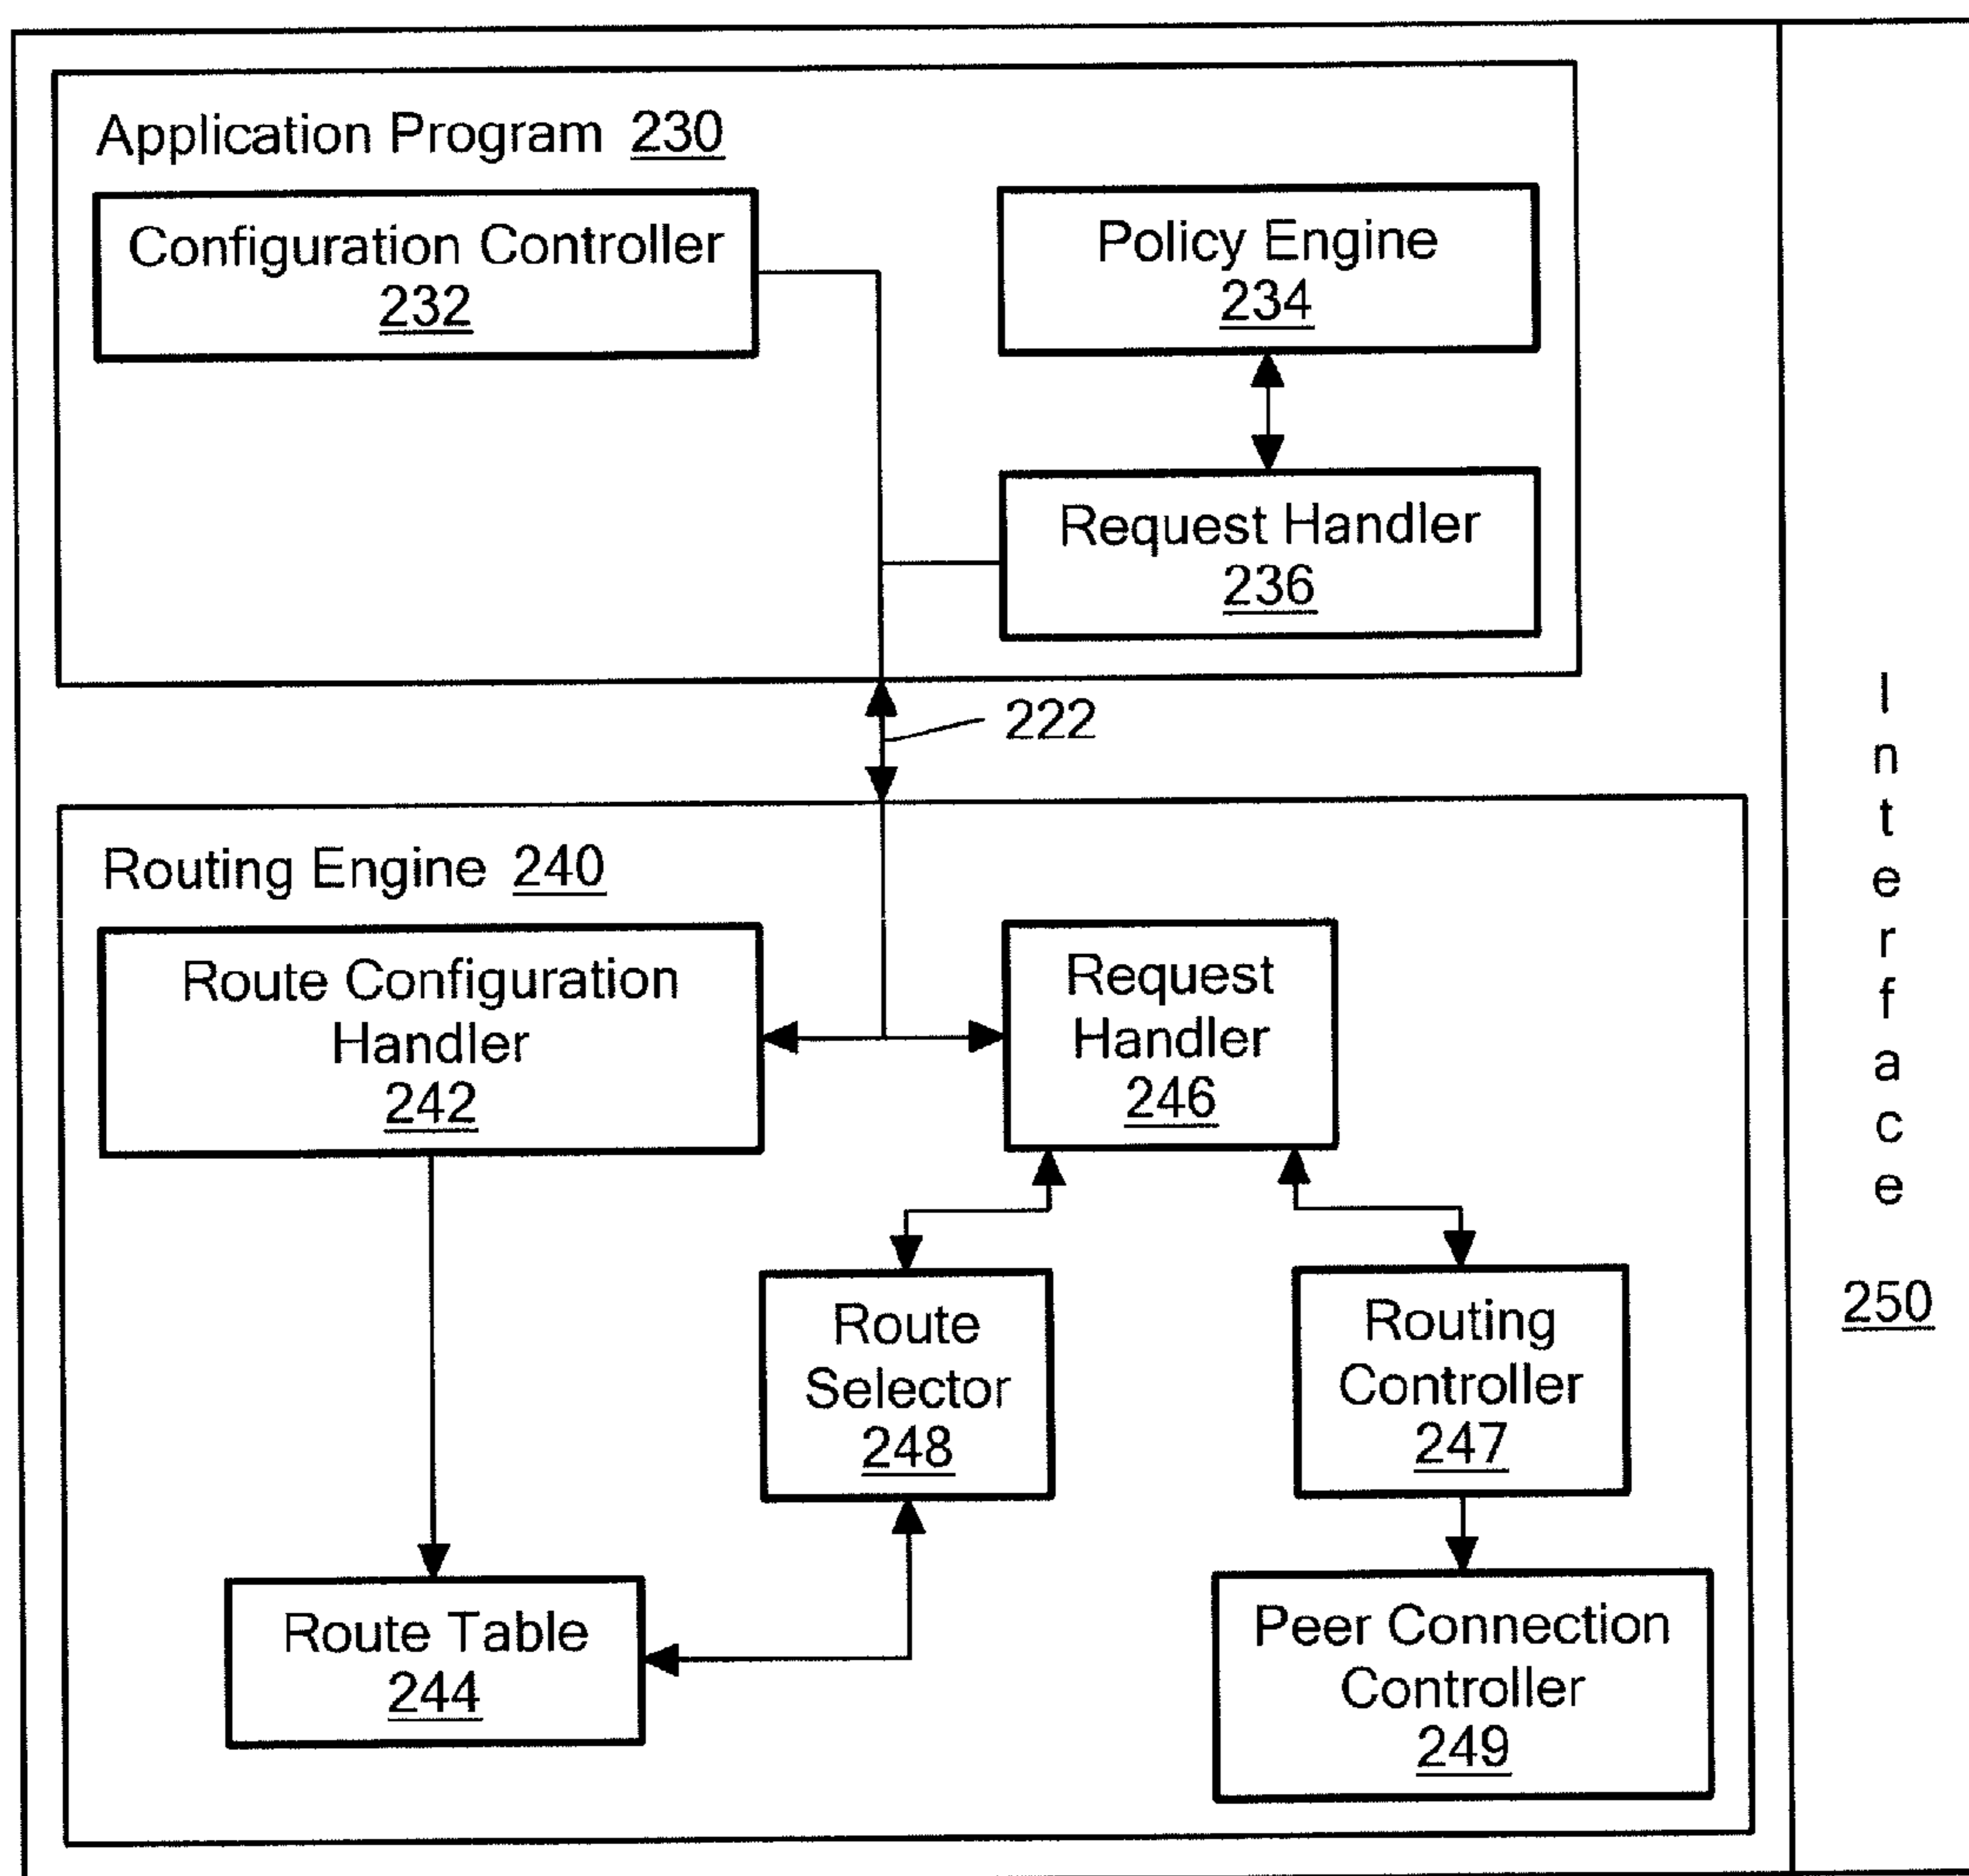 Application Program 230
Configuration Controller
232
Policy Engine
234
Request Handler
236
222
Routing Engine 240
Route Configuration
Handler
242
Request
Handler
246
Route
Selector
248
Routing
Controller
247
Route Table
244
Peer Connection
Controller
249
Interface
250